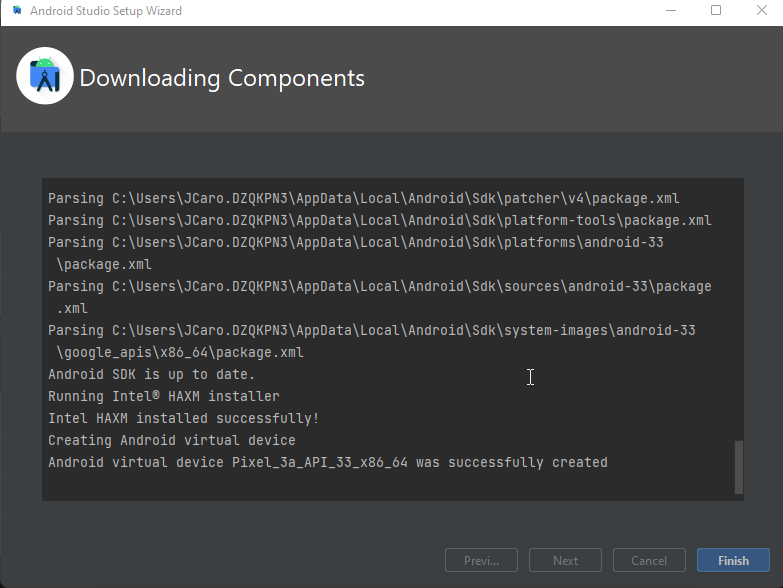 Android Studio Setup Wizard
Downloading Components
Parsing C:\Users\JCaro.DZQKPN3\AppData\Local\Android\Sdk\patcher\v4\package.xml
Parsing C:\Users\JCaro.DZQKPN3\AppData\Local\Android\Sdk\platform-tools\package.xml
Parsing C:\Users\JCaro.DZQKPN3\AppData\Local\Android\Sdk\platforms\android-33
\package.xml
Parsing C:\Users\JCaro.DZQKPN3\AppData\Local\Android\Sdk\sources\android-33\package
.xml
Parsing C:\Users\JCaro.DZQKPN3\AppData\Local\Android\Sdk\system-images\android-33
\google_apis\x86_64\package.xml
Android SDK is up to date.
Running Intel® HAXM installer
Intel HAXM installed successfully!
Creating Android virtual device
Android virtual device Pixel_3a_API_33_x86_64 was successfully created
Previ... Next Cancel Finish